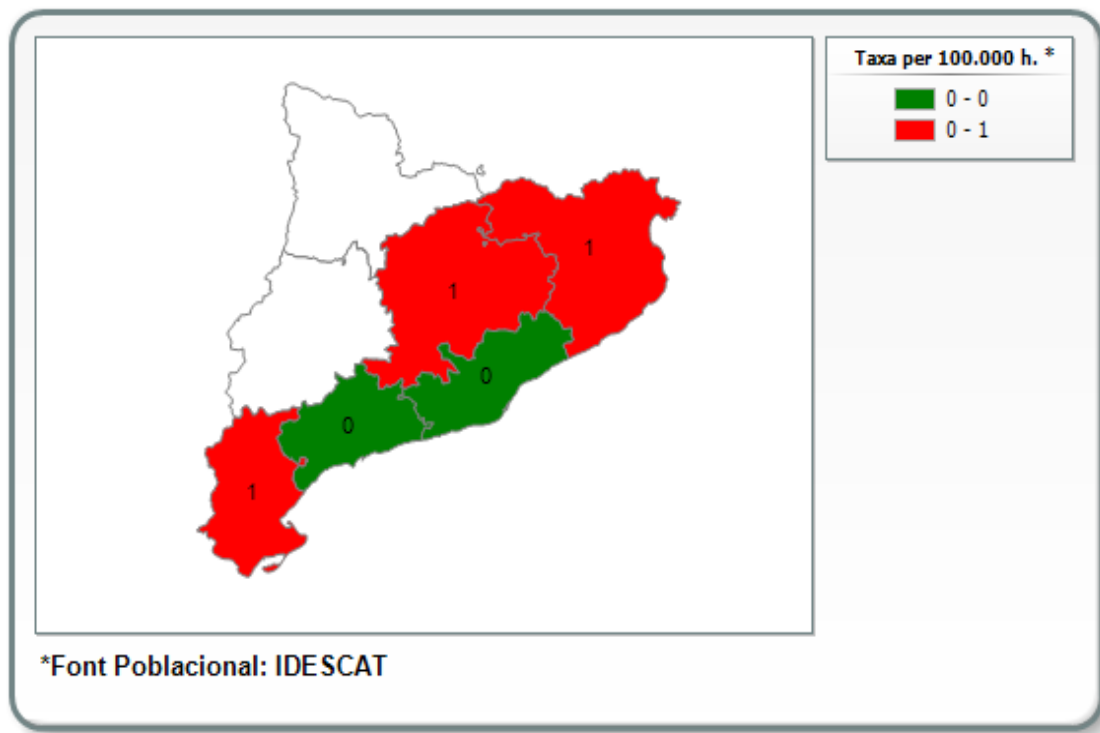 Taxa per 100.000 h. *
0 - 0
0 - 1
1
1
0
0
1
*Font Poblacional: IDESCAT